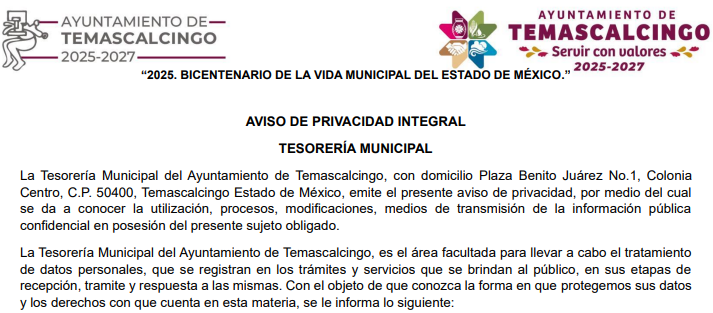 AYUNTAMIENTO DE
TEMASCALCINGO
2025-2027
AYUNTAMIENTO DE
TEMASCALCINGO
Servir con valores
2025-2027
“2025. BICENTENARIO DE LA VIDA MUNICIPAL DEL ESTADO DE MÉXICO.”
AVISO DE PRIVACIDAD INTEGRAL
TESORERÍA MUNICIPAL
La Tesorería Municipal del Ayuntamiento de Temascalcingo, con domicilio Plaza Benito Juárez No.1, Colonia
Centro, C.P. 50400, Temascalcingo Estado de México, emite el presente aviso de privacidad, por medio del cual
se da a conocer la utilización, procesos, modificaciones, medios de transmisión de la información pública
confidencial en posesión del presente sujeto obligado.
La Tesorería Municipal del Ayuntamiento de Temascalcingo, es el área facultada para llevar a cabo el tratamiento
de datos personales, que se registran en los trámites y servicios que se brindan al público, en sus etapas de
recepción, tramite y respuesta a las mismas. Con el objeto de que conozca la forma en que protegemos sus datos
y los derechos con que cuenta en esta materia, se le informa lo siguiente: